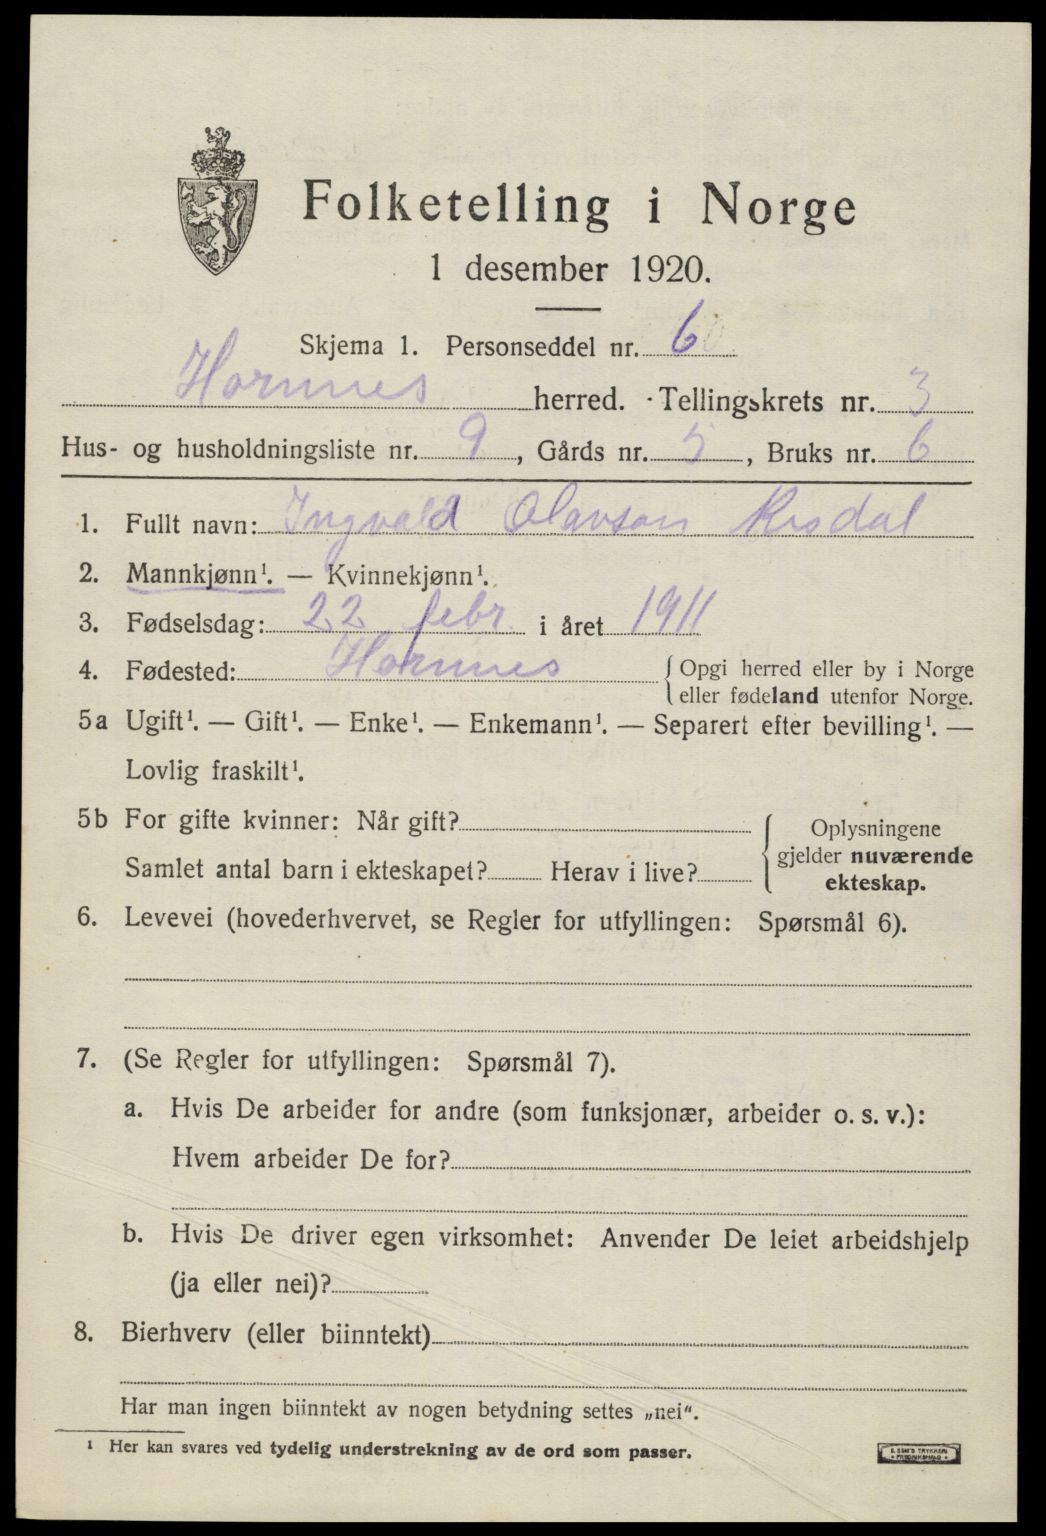 Folketelling i Norge
1 desember 1920.
Skjema 1. Personseddel nr. 6
Hornnes herred. Tellingskrets nr. 3
Hus- og husholdningsliste nr. 9, Gårds nr. 5, Bruks nr. 6
1. Fullt navn: Ingvald Olavson
2. Mannkjønn¹. — Kvinnekjønn¹.
3. Fødselsdag: 22 febr. i året 1911
4. Fødested: Hornnes { Opgi herred eller by i Norge
eller fødeland utenfor Norge.
5a Ugift¹. — Gift¹. — Enke¹. — Enkemann¹. — Separert efter bevilling¹. —
Lovlig fraskilt¹.
5b For gifte kvinner: Når gift?
Samlet antal barn i ekteskapet? Herav i live?
Oplysningene
gjelder nuværende
ekteskap.
6. Levevei (hovederhvervet, se Regler for utfyllingen: Spørsmål 6).
7. (Se Regler for utfyllingen: Spørsmål 7).
a. Hvis De arbeider for andre (som funksjonær, arbeider o. s. v.):
Hvem arbeider De for?
b. Hvis De driver egen virksomhet: Anvender De leiet arbeidshjelp
(ja eller nei)?
8. Bierhverv (eller biinntekt)
Har man ingen biinntekt av nogen betydning settes „nei“.
¹ Her kan svares ved tydelig understrekning av de ord som passer.